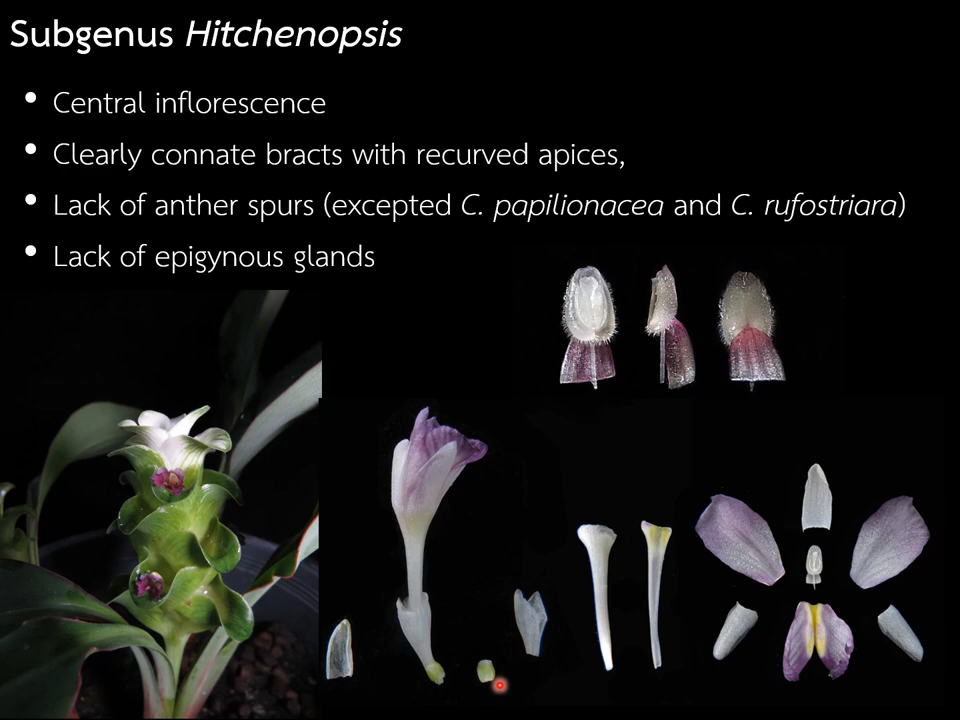 Subgenus Hitchenopsis
• Central inflorescence
• Clearly connate bracts with recurved apices,
• Lack of anther spurs (excepted C. papilionacea and C. rufostriara)
• Lack of epigynous glands